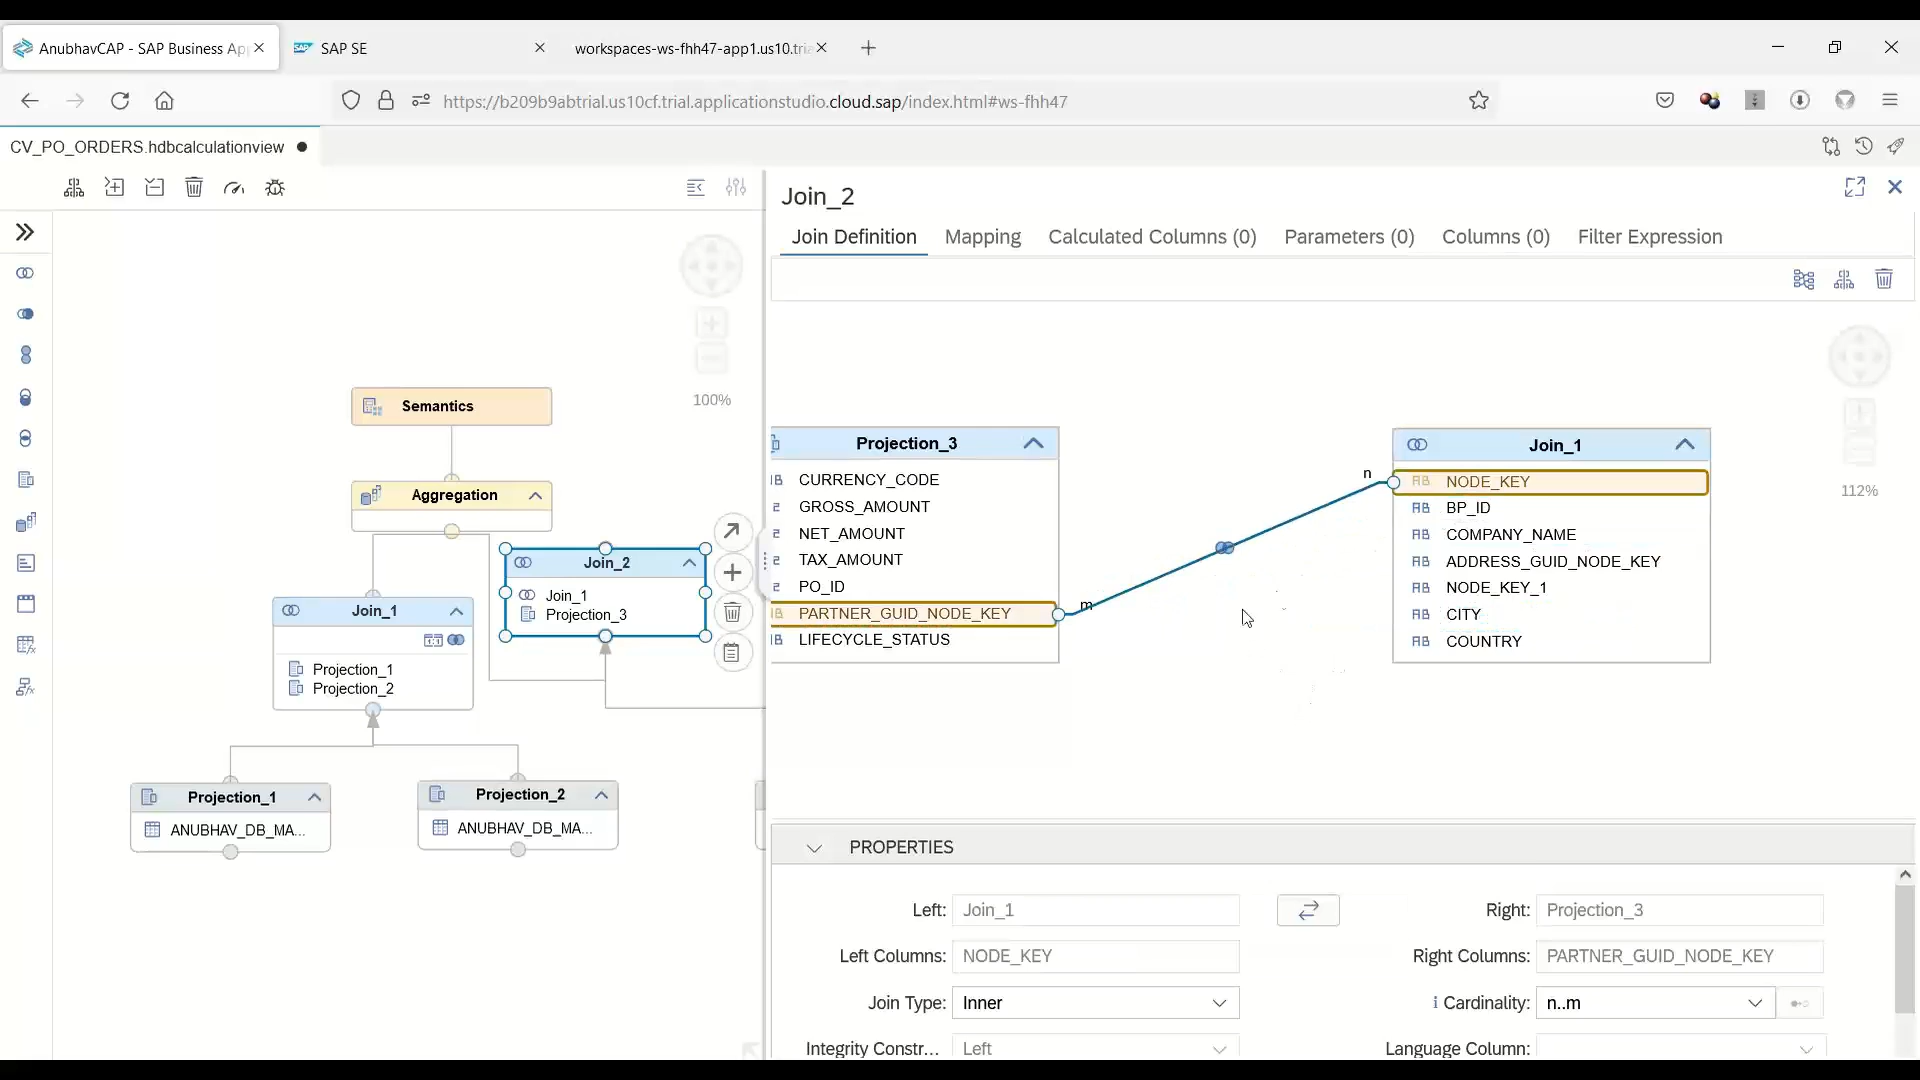 AnubhavCAP - SAP Business Ap
SAP SE
workspaces-ws-fhh47-app1.us10.tria
https://b209b9abtrial.us10cf.trial.applicationstudio.cloud.sap/index.html#ws-fhh47
CV_PO_ORDERS.hdbcalculationview
Join_2
Join Definition
Mapping
Calculated Columns (0)
Parameters (0)
Columns (0)
Filter Expression
100%
Semantics
Aggregation
Join_2
Join_1
Projection_3
Join_1
Projection_1
Projection_2
Projection_1
ANUBHAV_DB_MA...
Projection_2
ANUBHAV_DB_MA...
Projection_3
CURRENCY_CODE
GROSS_AMOUNT
NET_AMOUNT
TAX_AMOUNT
PO_ID
PARTNER_GUID_NODE_KEY
LIFECYCLE_STATUS
m
n
Join_1
NODE_KEY
BP_ID
COMPANY_NAME
ADDRESS_GUID_NODE_KEY
NODE_KEY_1
CITY
COUNTRY
112%
PROPERTIES
Left: Join_1
Right: Projection_3
Left Columns: NODE_KEY
Right Columns: PARTNER_GUID_NODE_KEY
Join Type: Inner
i Cardinality: n..m
Integrity Constr... Left
Language Column: